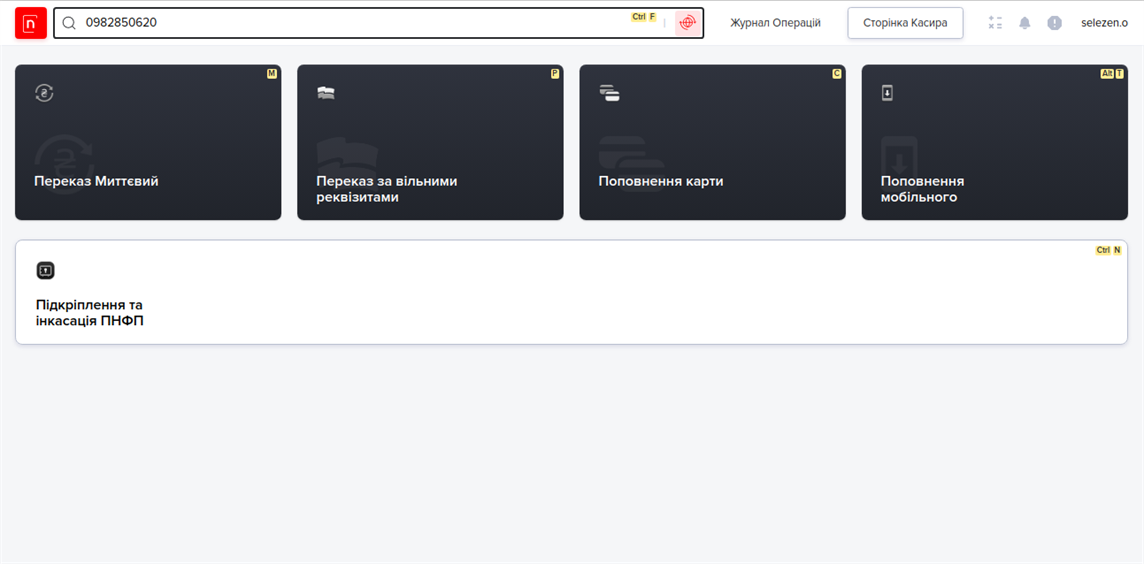 n
0982850620
Ctrl F
Журнал Операцій
Сторінка Касира
selezen.o
M
P
C
Alt T
Переказ Миттєвий
Переказ за вільними
реквізитами
Поповнення карти
Поповнення
мобільного
Ctrl N
Підкріплення та
інкасація ПНФП